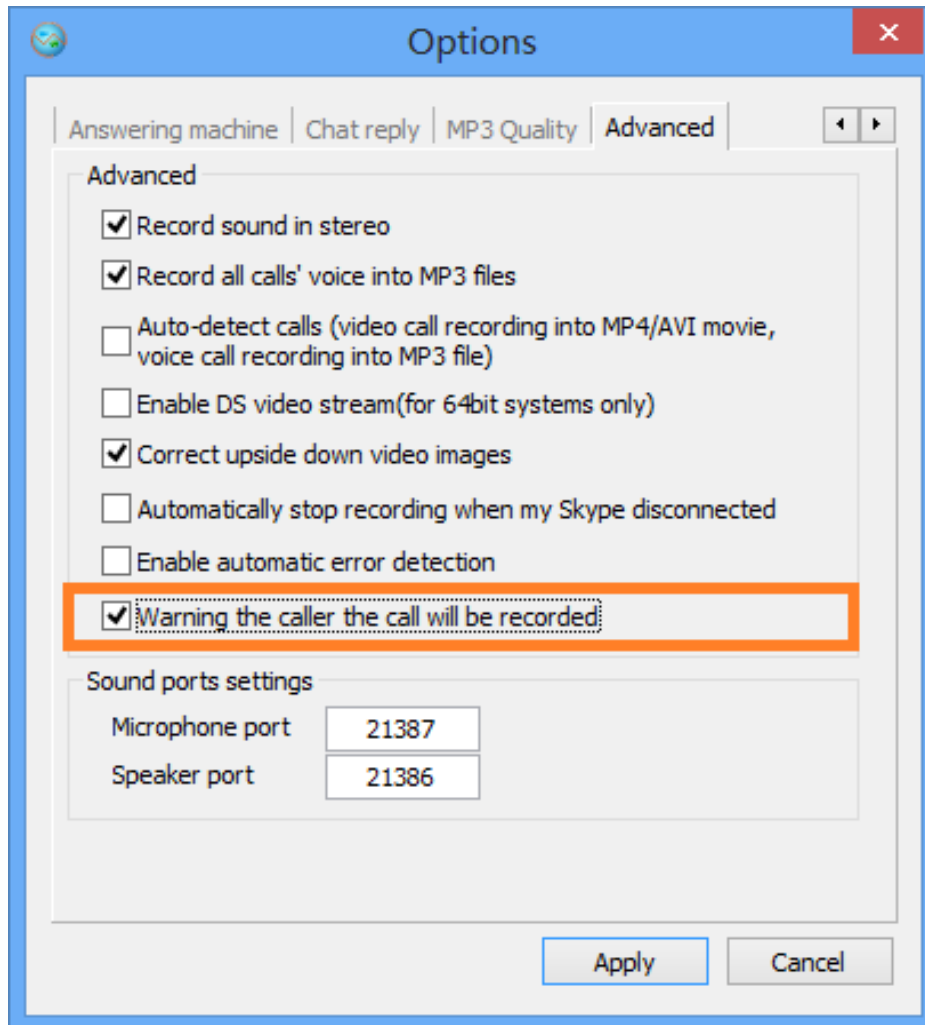 Options
Answering machine Chat reply MP3 Quality Advanced
Advanced
Record sound in stereo
Record all calls' voice into MP3 files
Auto-detect calls (video call recording into MP4/AVI movie,
voice call recording into MP3 file)
Enable DS video stream(for 64bit systems only)
Correct upside down video images
Automatically stop recording when my Skype disconnected
Enable automatic error detection
Warning the caller the call will be recorded
Sound ports settings
Microphone port 21387
Speaker port 21386
Apply Cancel